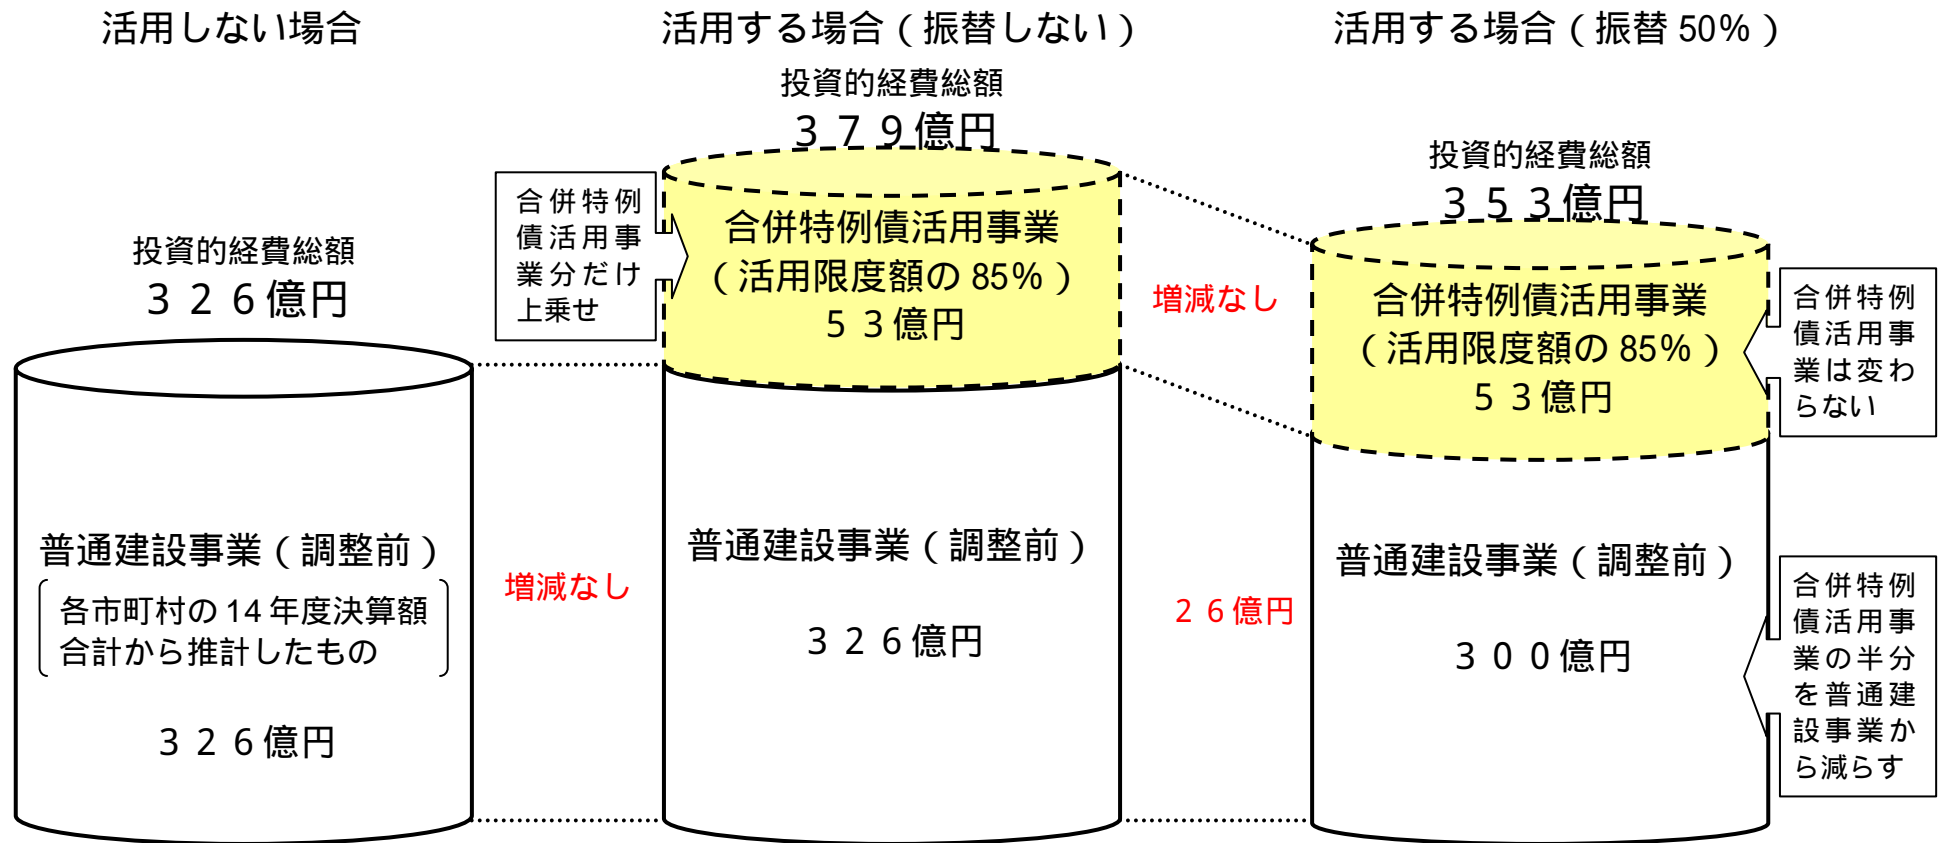 活用しない場合
投資的経費総額
３２６億円
普通建設事業（調整前）
各市町村の14年度決算額
合計から推計したもの
３２６億円
増減なし
活用する場合（振替しない）
投資的経費総額
３７９億円
合併特例
債活用事
業分だけ
上乗せ
合併特例債活用事業
（活用限度額の85%）
５３億円
普通建設事業（調整前）
３２６億円
増減なし
２６億円
活用する場合（振替50%）
投資的経費総額
３５３億円
合併特例債活用事業
（活用限度額の85%）
５３億円
合併特例
債活用事
業は変わ
らない
普通建設事業（調整前）
３００億円
合併特例
債活用事
業の半分
を普通建
設事業か
ら減らす